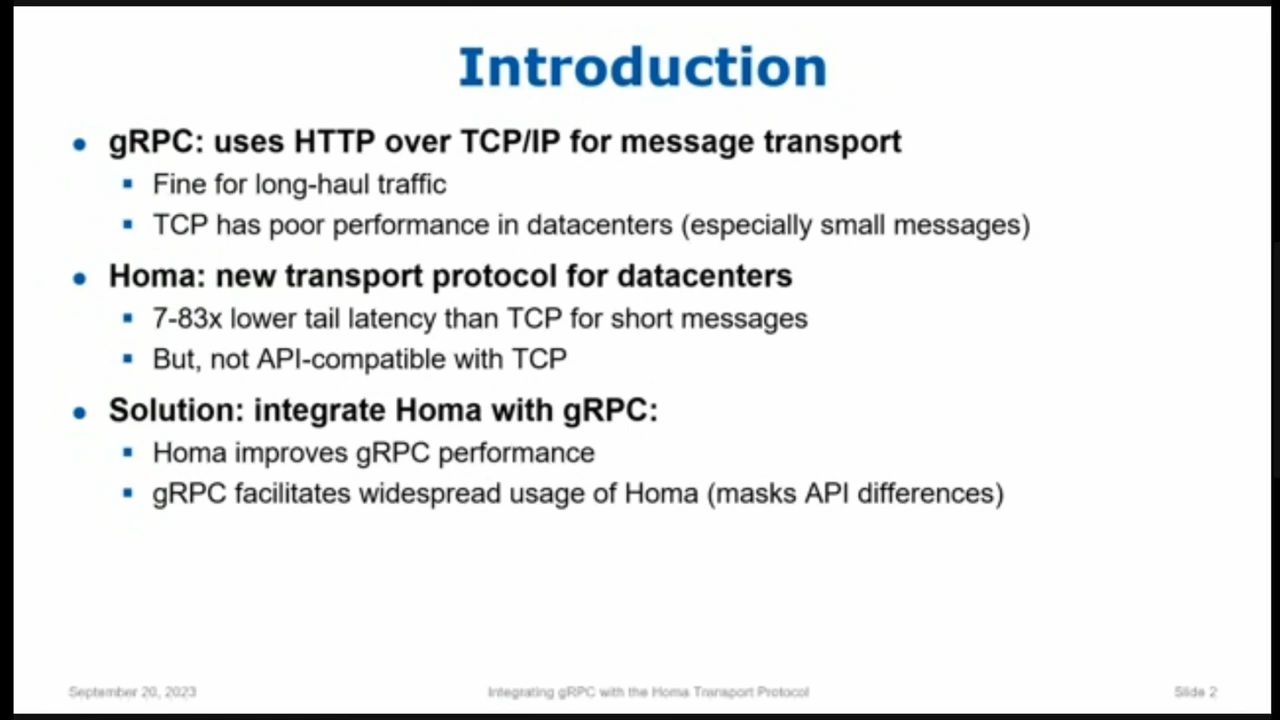 Introduction
• gRPC: uses HTTP over TCP/IP for message transport
▪ Fine for long-haul traffic
▪ TCP has poor performance in datacenters (especially small messages)
• Homa: new transport protocol for datacenters
▪ 7-83x lower tail latency than TCP for short messages
▪ But, not API-compatible with TCP
• Solution: integrate Homa with gRPC:
▪ Homa improves gRPC performance
▪ gRPC facilitates widespread usage of Homa (masks API differences)
September 20, 2023
Integrating gRPC with the Homa Transport Protocol
Slide 2